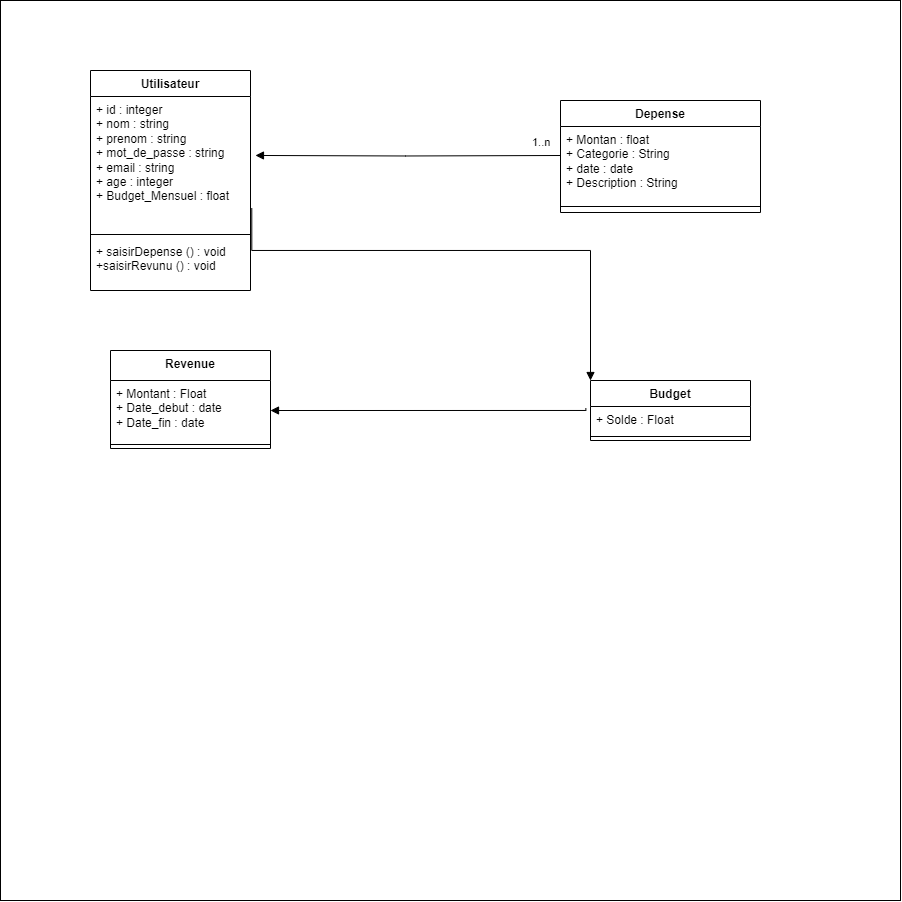 Utilisateur
+ id : integer
+ nom : string
+ prenom : string
+ mot_de_passe : string
+ email : string
+ age : integer
+ Budget_Mensuel : float
+ saisirDepense () : void
+saisirRevunu () : void
1..n
Depense
+ Montan : float
+ Categorie : String
+ date : date
+ Description : String
Revenue
+ Montant : Float
+ Date_debut : date
+ Date_fin : date
Budget
+ Solde : Float